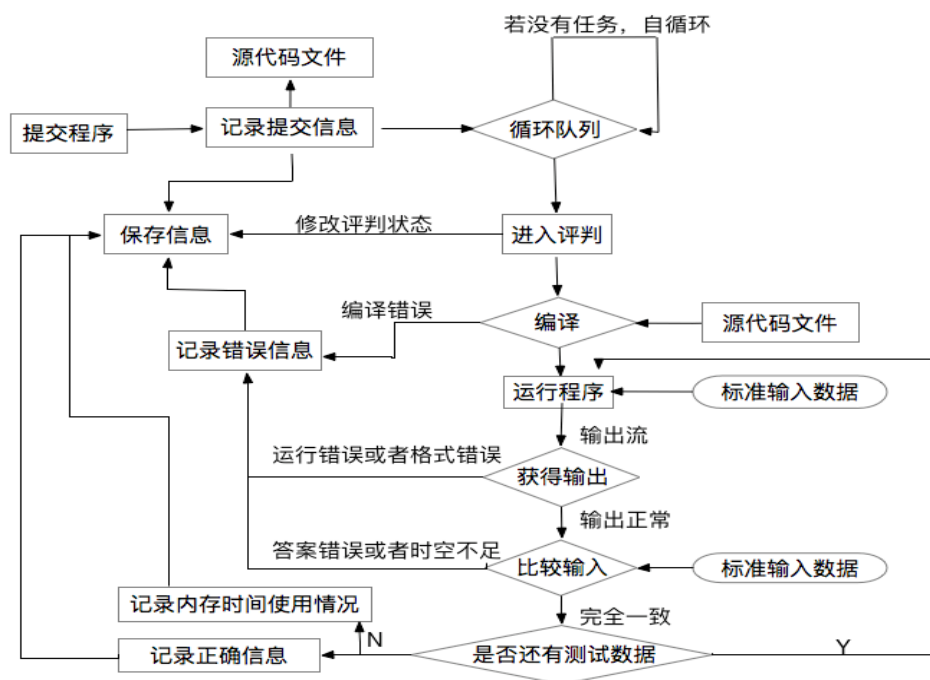 若没有任务，自循环
源代码文件
提交程序
记录提交信息
循环队列
保存信息
修改评判状态
进入评判
编译错误
编译
源代码文件
记录错误信息
运行程序
标准输入数据
输出流
运行错误或者格式错误
获得输出
输出正常
答案错误或者时空不足
比较输入
标准输入数据
记录内存时间使用情况
完全一致
N
记录正确信息
是否还有测试数据
Y